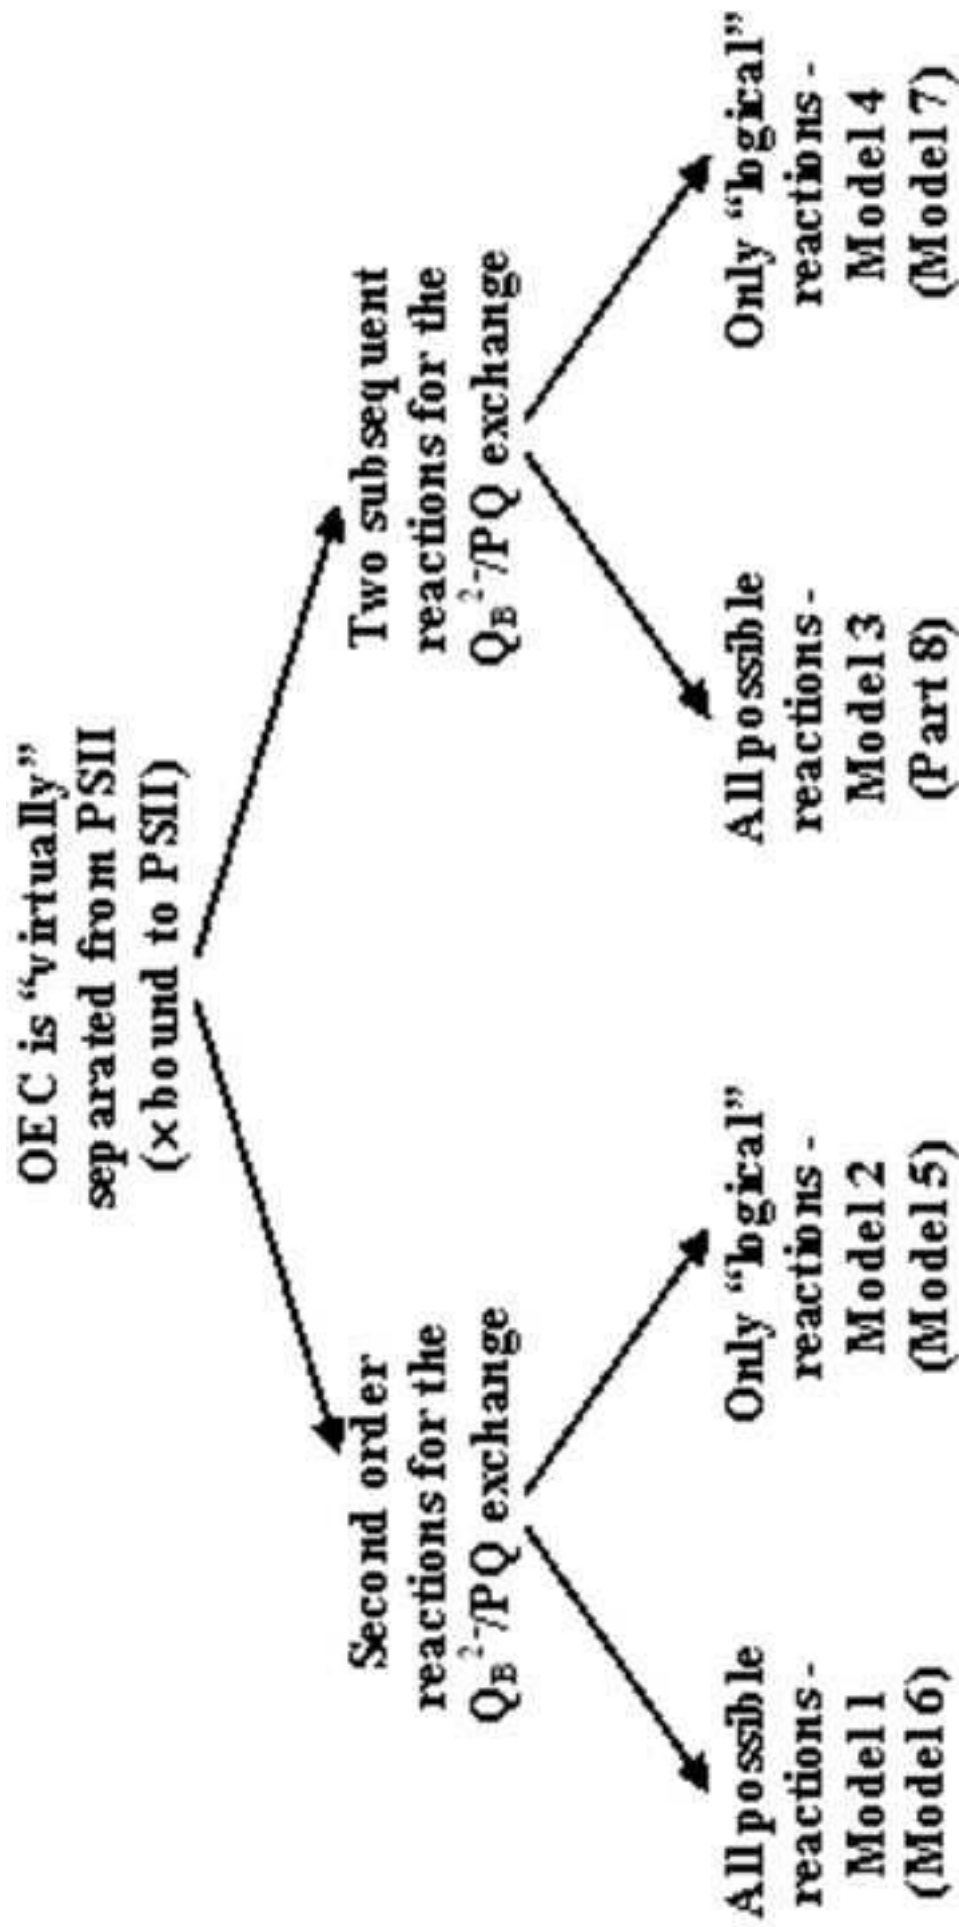 OEC is “virtually”
separated from PSII
(x bound to PSII)
Second order
reactions for the
QB2-/PQ exchange
Two subsequent
reactions for the
QB2-/PQ exchange
All possible
reactions-
Model 1
(Model 6)
Only “logical”
reactions -
Model 2
(Model 5)
All possible
reactions-
Model 3
(Part 8)
Only “logical”
reactions -
Model 4
(Model 7)